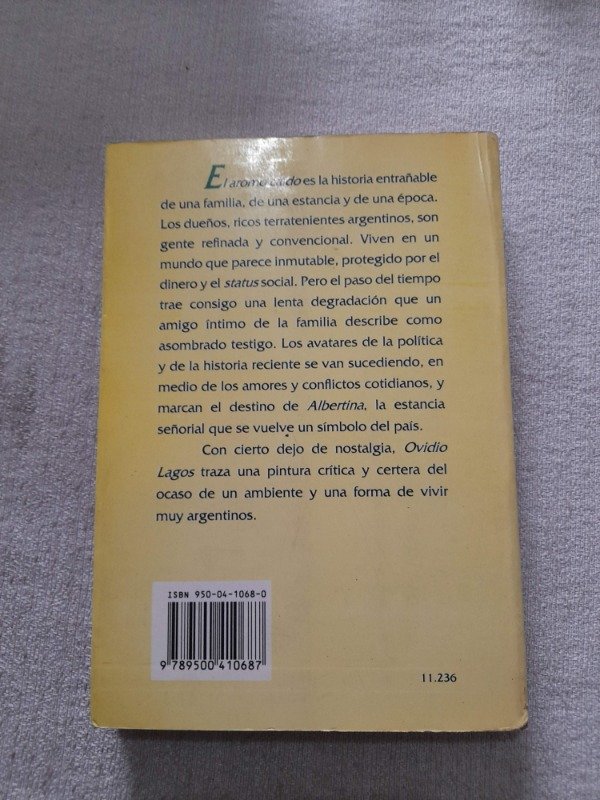 El aromo caído es la historia entrañable
de una familia, de una estancia y de una época.
Los dueños, ricos terratenientes argentinos, son
gente refinada y convencional. Viven en un
mundo que parece inmutable, protegido por el
dinero y el status social. Pero el paso del tiempo
trae consigo una lenta degradación que un
amigo íntimo de la familia describe como
asombrado testigo. Los avatares de la política
y de la historia reciente se van sucediendo, en
medio de los amores y conflictos cotidianos, y
marcan el destino de Albertina, la estancia
señorial que se vuelve un símbolo del país.
Con cierto dejo de nostalgia, Ovidio
Lagos traza una pintura crítica y certera del
ocaso de un ambiente y una forma de vivir
muy argentinos.
ISBN 950-04-1068-0
9 789500 410687
11.236